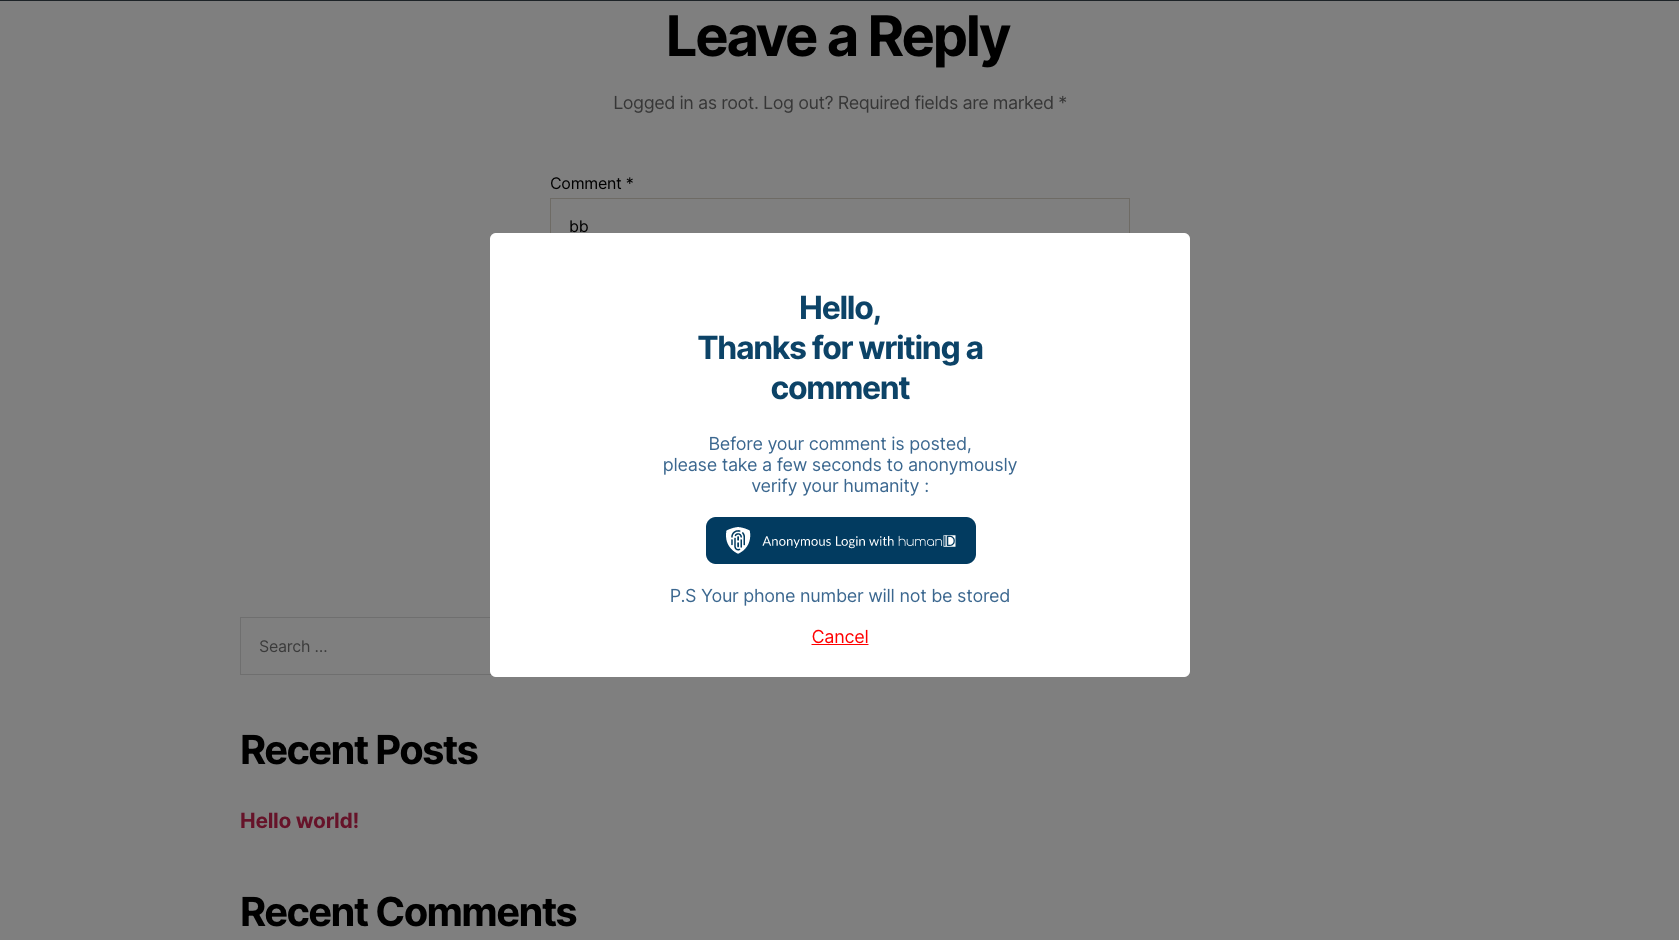 Leave a Reply
Logged in as root. Log out? Required fields are marked *
Comment *
bb
Hello,
Thanks for writing a
comment
Before your comment is posted,
please take a few seconds to anonymously
verify your humanity :
Anonymous Login with humanID
P.S Your phone number will not be stored
Cancel
Search …
Recent Posts
Hello world!
Recent Comments